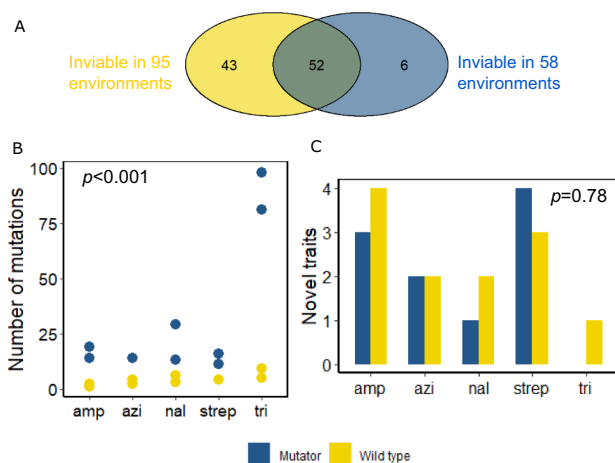 A
Inviable in 95
environments
43
52
6
Inviable in 58
environments
B
p<0.001
Number of mutations
100
75
50
25
0
amp
azi
nal
strep
tri
C
p=0.78
Novel traits
4
3
2
1
0
amp
azi
nal
strep
tri
Mutator
Wild type